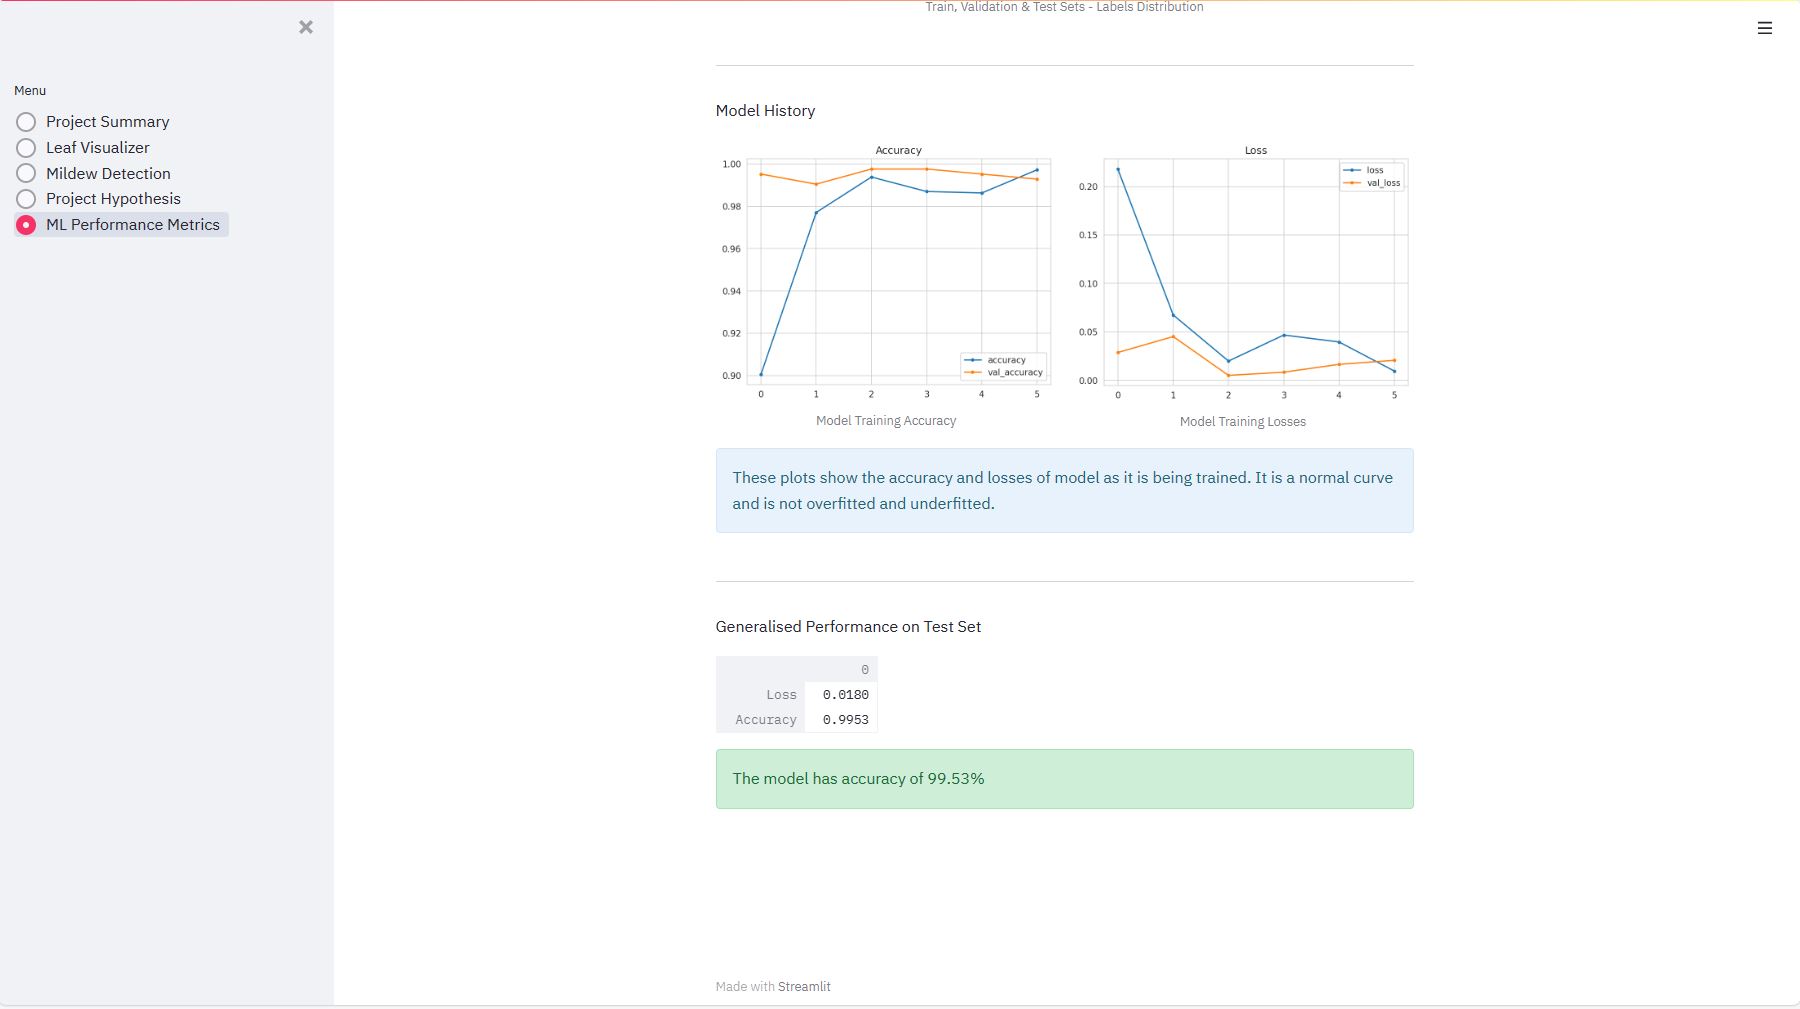 Train, Validation & Test Sets - Labels Distribution
Menu
Project Summary
Leaf Visualizer
Mildew Detection
Project Hypothesis
ML Performance Metrics
Model History
Accuracy
1.00
0.98
0.96
0.94
0.92
0.90
0 1 2 3 4 5
accuracy
val_accuracy
Model Training Accuracy
Loss
0.20
0.15
0.10
0.05
0.00
0 1 2 3 4 5
loss
val_loss
Model Training Losses
These plots show the accuracy and losses of model as it is being trained. It is a normal curve
and is not overfitted and underfitted.
Generalised Performance on Test Set
0
Loss 0.0180
Accuracy 0.9953
The model has accuracy of 99.53%
Made with Streamlit